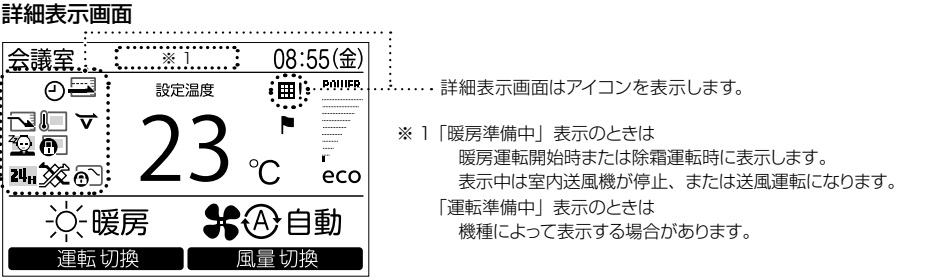 詳細表示画面
会議室
※1
08:55(金)
設定温度
POWER
23
℃
24H
eco
暖房
A 自動
運転切換
風量切換
詳細表示画面はアイコンを表示します。
※1「暖房準備中」表示のときは
暖房運転開始時または除霜運転時に表示します。
表示中は室内送風機が停止、または送風運転になります。
「運転準備中」表示のときは
機種によって表示する場合があります。